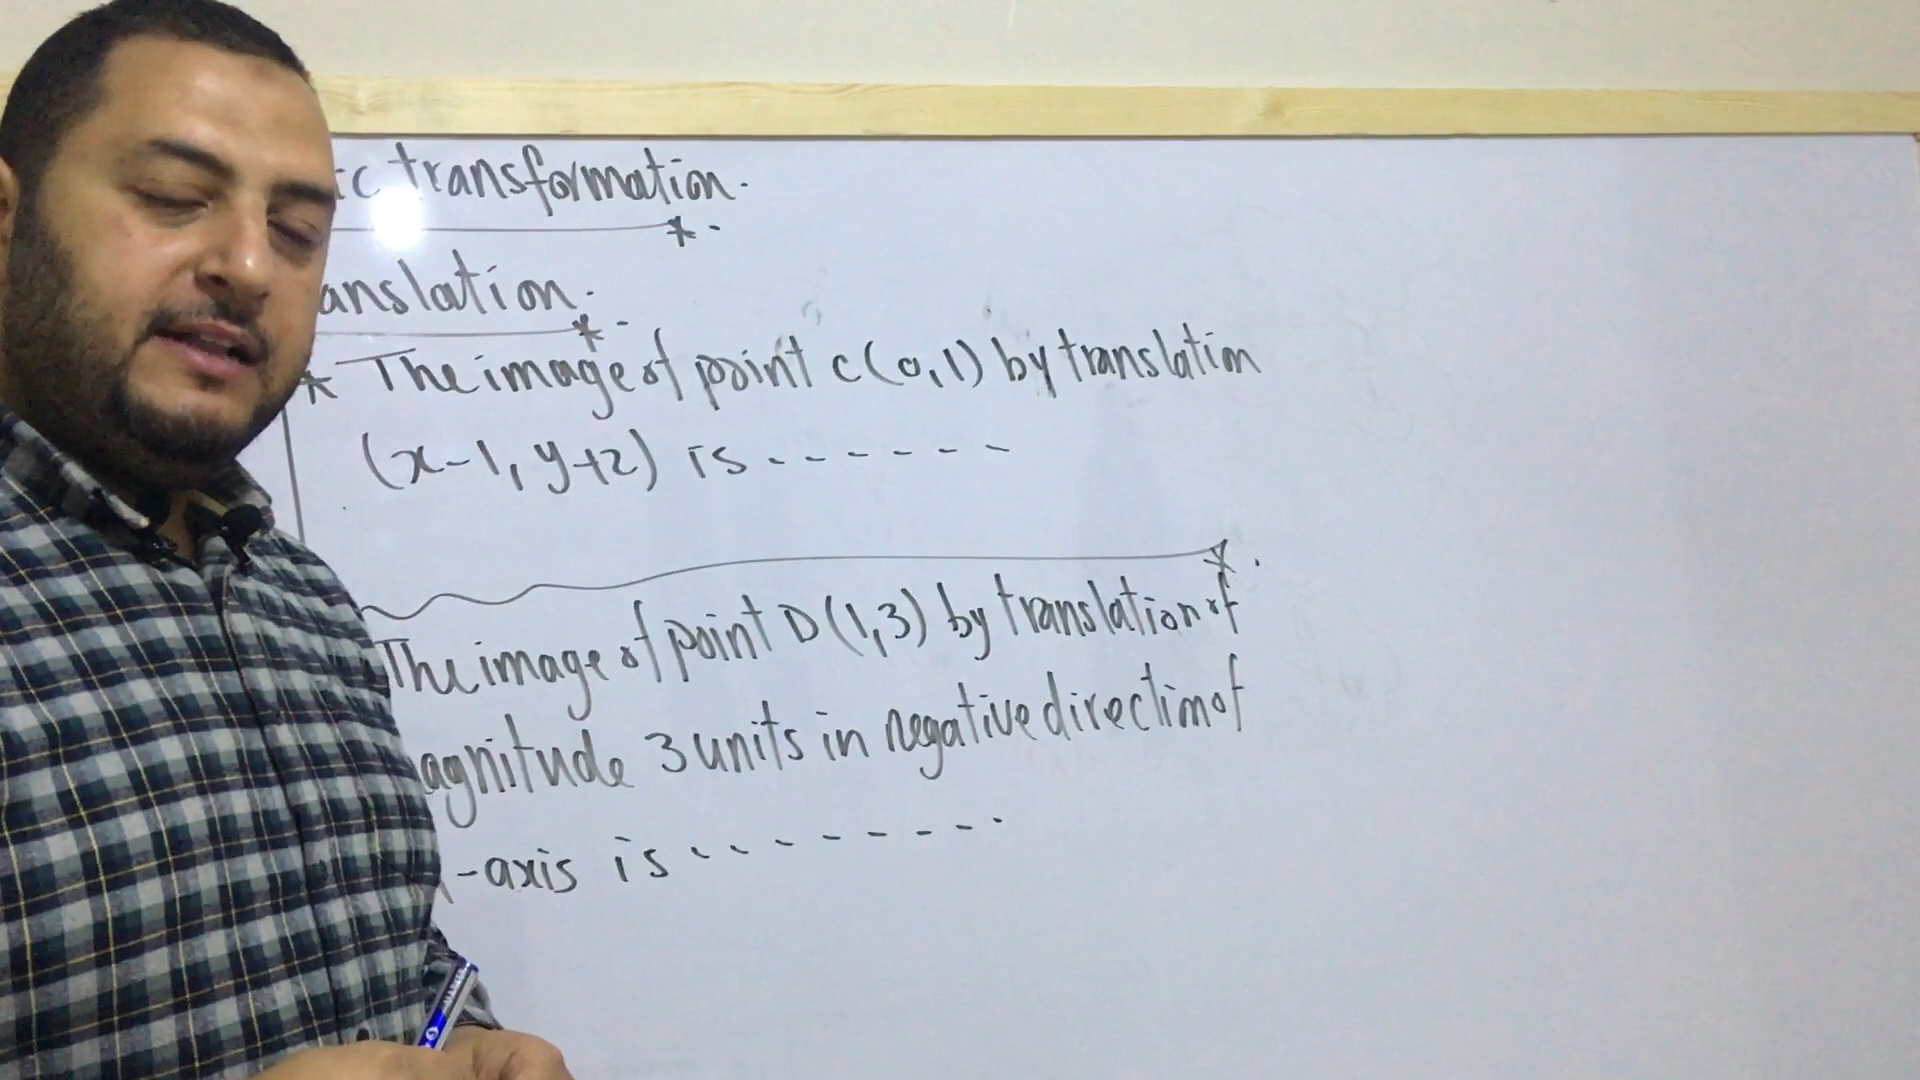 ic transformation.
anslation.
* The image of point C(0,1) by translation
(x-1, y+2) is - - - - - -
The image of point D(1,3) by translation of
agnitude 3 units in negative direction of
-axis is - - - - - - - -